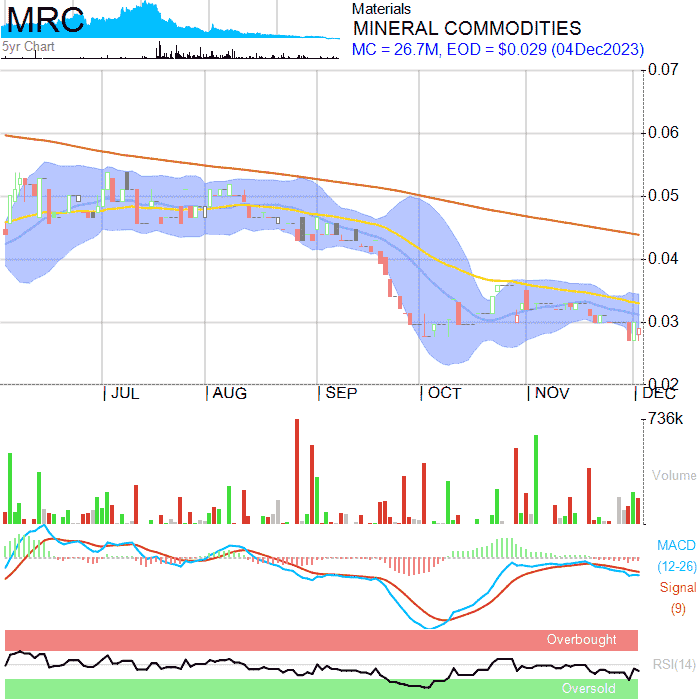 MRC
Materials
MINERAL COMMODITIES
5yr Chart
MC = 26.7M, EOD = $0.029 (04Dec2023)
0.07
0.06
0.05
0.04
0.03
0.02
JUL AUG SEP OCT NOV DEC
736k
Volume
MACD
(12-26)
Signal
(9)
Overbought
RSI(14)
Oversold